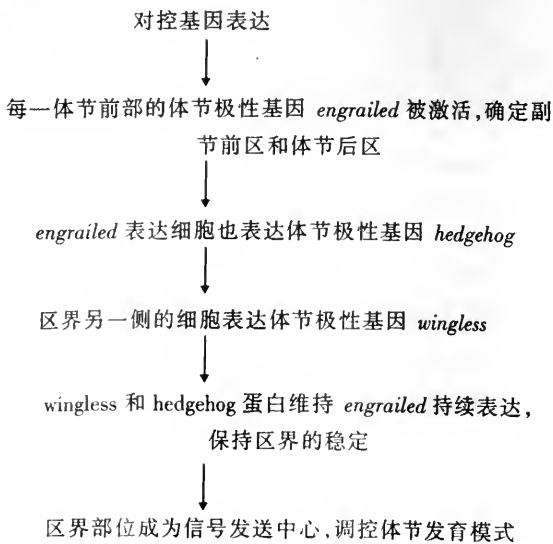 对控基因表达
每一体节前部的体节极性基因 engrailed 被激活,确定副
节前区和体节后区
engrailed 表达细胞也表达体节极性基因 hedgehog
区界另一侧的细胞表达体节极性基因 wingless
wingless 和 hedgehog 蛋白维持 engrailed 持续表达,
保持区界的稳定
区界部位成为信号发送中心,调控体节发育模式